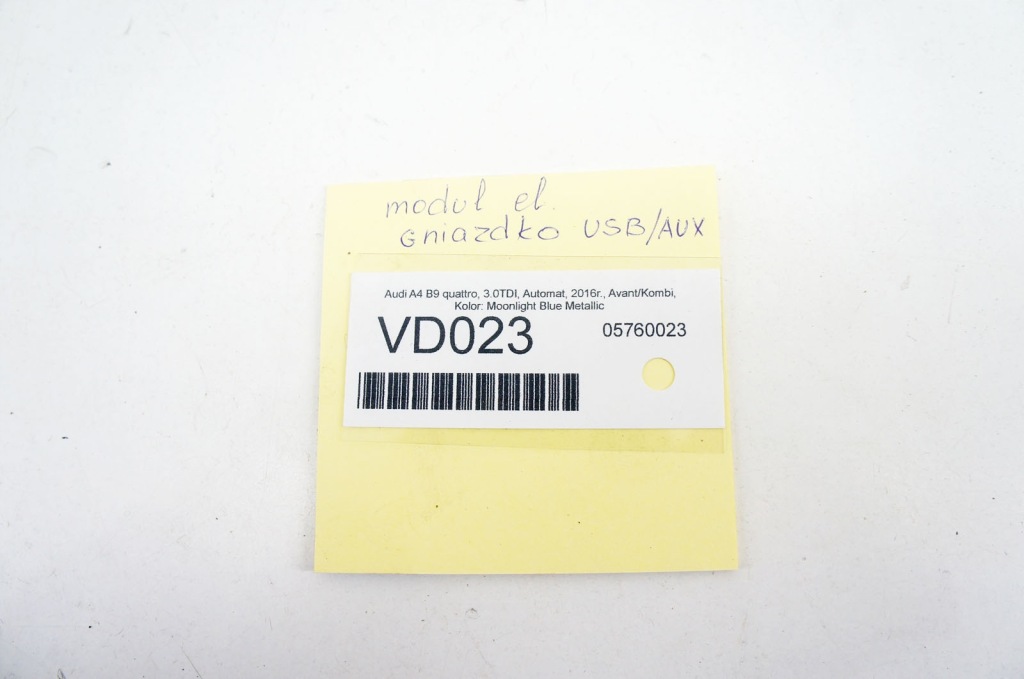 moduł el.
Gniazdko USB/AUX
Audi A4 B9 quattro, 3.0TDI, Automat, 2016r., Avant/Kombi,
Kolor: Moonlight Blue Metallic
VD023 05760023